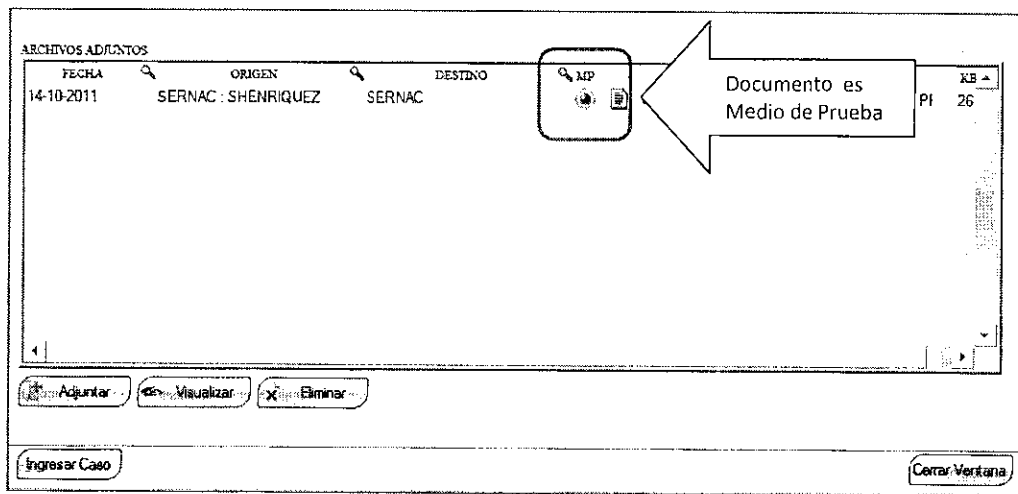 ARCHIVOS ADJUNTOS
FECHA ORIGEN DESTINO MP KB
14-10-2011 SERNAC : SHENRIQUEZ SERNAC PI 26
Documento es
Medio de Prueba
Adjuntar Visualizar Eliminar
Ingresar Caso Cerrar Ventana